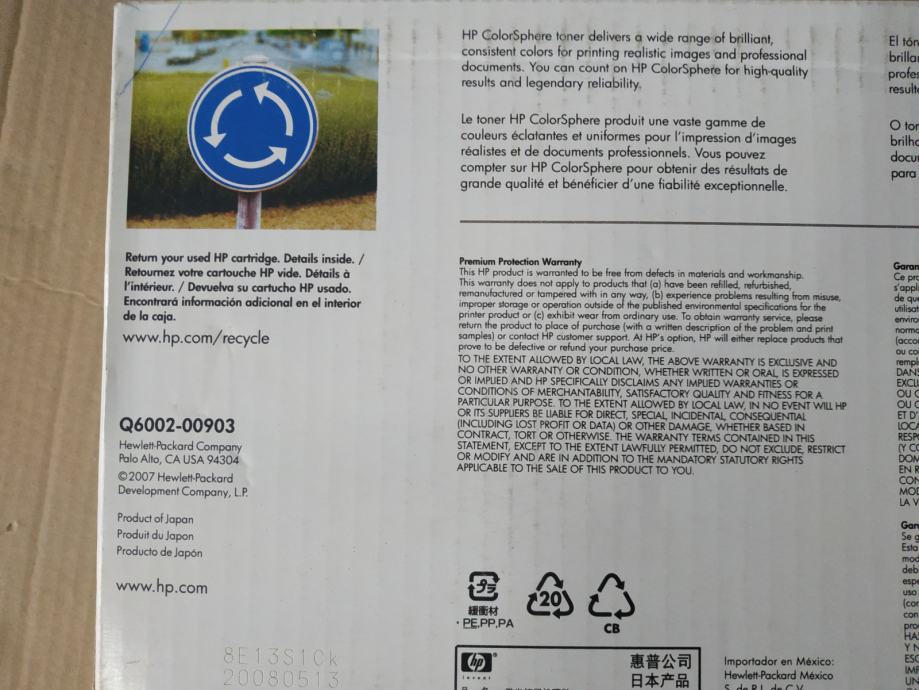 HP ColorSphere toner delivers a wide range of brilliant,
consistent colors for printing realistic images and professional
documents. You can count on HP ColorSphere for high-quality
results and legendary reliability.
Le toner HP ColorSphere produit une vaste gamme de
couleurs éclatantes et uniformes pour l'impression d'images
réalistes et de documents professionnels. Vous pouvez
compter sur HP ColorSphere pour obtenir des résultats de
grande qualité et bénéficier d'une fiabilité exceptionnelle.
El tón
brillan
profes
result
O ton
brilha
docum
para
Return your used HP cartridge. Details inside. /
Retournez votre cartouche HP vide. Détails à
l'intérieur. / Devuelva su cartucho HP usado.
Encontrará información adicional en el interior
de la caja.
www.hp.com/recycle
Q6002-00903
Hewlett-Packard Company
Palo Alto, CA USA 94304
©2007 Hewlett-Packard
Development Company, L.P.
Product of Japan
Produit du Japon
Producto de Japón
www.hp.com
8E13S1Ck
20080513
Premium Protection Warranty
This HP product is warranted to be free from defects in materials and workmanship.
This warranty does not apply to products that (a) have been refilled, refurbished,
remanufactured or tampered with in any way, (b) experience problems resulting from misuse,
improper storage or operation outside of the published environmental specifications for the
printer product or (c) exhibit wear from ordinary use. To obtain warranty service, please
return the product to place of purchase (with a written description of the problem and print
samples) or contact HP customer support. At HP's option, HP will either replace products that
prove to be defective or refund your purchase price.
TO THE EXTENT ALLOWED BY LOCAL LAW, THE ABOVE WARRANTY IS EXCLUSIVE AND
NO OTHER WARRANTY OR CONDITION, WHETHER WRITTEN OR ORAL, IS EXPRESSED
OR IMPLIED AND HP SPECIFICALLY DISCLAIMS ANY IMPLIED WARRANTIES OR
CONDITIONS OF MERCHANTABILITY, SATISFACTORY QUALITY AND FITNESS FOR A
PARTICULAR PURPOSE. TO THE EXTENT ALLOWED BY LOCAL LAW, IN NO EVENT WILL HP
OR ITS SUPPLIERS BE LIABLE FOR DIRECT, SPECIAL, INCIDENTAL, CONSEQUENTIAL
(INCLUDING LOST PROFIT OR DATA) OR OTHER DAMAGE, WHETHER BASED IN
CONTRACT, TORT OR OTHERWISE. THE WARRANTY TERMS CONTAINED IN THIS
STATEMENT, EXCEPT TO THE EXTENT LAWFULLY PERMITTED, DO NOT EXCLUDE, RESTRICT
OR MODIFY AND ARE IN ADDITION TO THE MANDATORY STATUTORY RIGHTS
APPLICABLE TO THE SALE OF THIS PRODUCT TO YOU.
プラ
緩衝材
・PE,PP,PA
20
CB
hp
invent
惠普公司
日本产品
Importador en México:
Hewlett-Packard México
S. de R.L. de C.V.